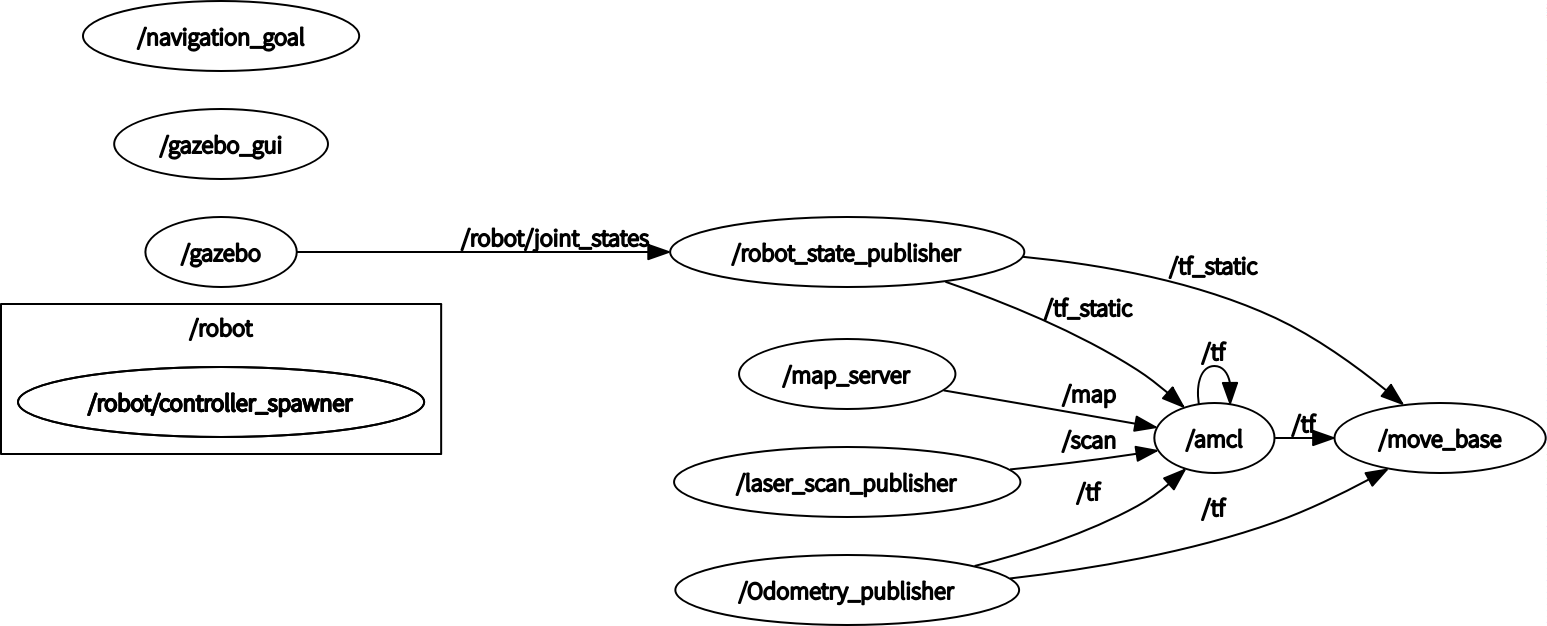 /navigation_goal
/gazebo_gui
/gazebo
/robot/joint_states
/robot_state_publisher
/tf_static
/tf_static
/robot
/robot/controller_spawner
/map_server
/map
/tf
/scan
/amcl
/tf
/move_base
/laser_scan_publisher
/tf
/tf
/Odometry_publisher